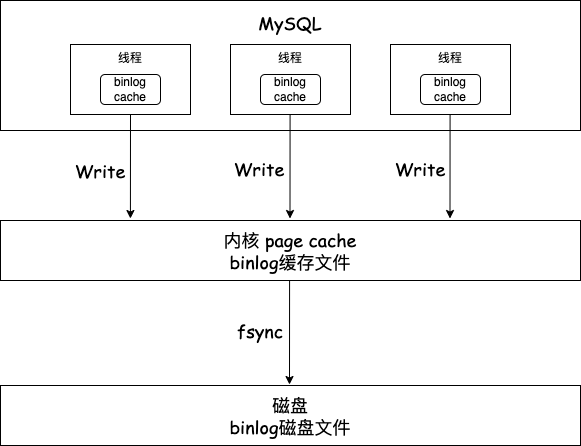 MySQL
线程
线程
线程
binlog
cache
binlog
cache
binlog
cache
Write
Write
Write
内核 page cache
binlog缓存文件
fsync
磁盘
binlog磁盘文件